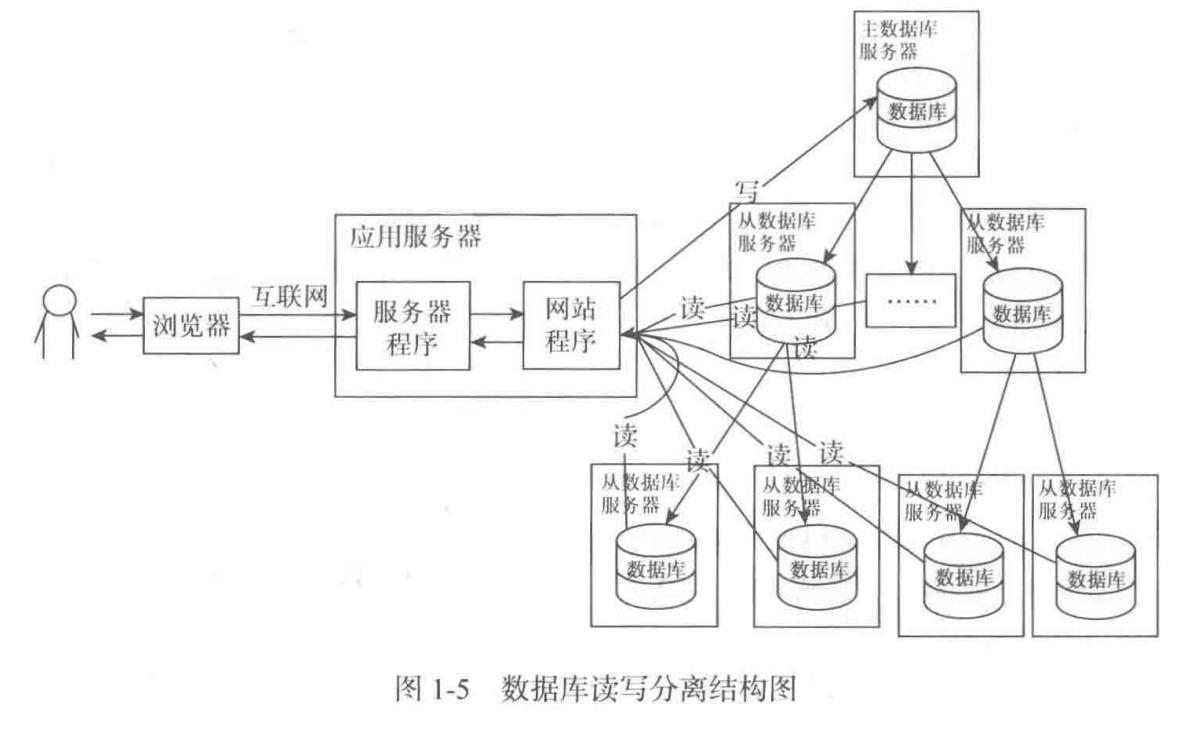 主数据库
服务器
数据库
写
应用服务器
从数据库
服务器
从数据库
服务器
互联网
浏览器
服务器
程序
网站
程序
数据库
……
数据库
读
读
读
读
读
读
读
从数据库
服务器
从数据库
服务器
从数据库
服务器
从数据库
服务器
数据库
数据库
数据库
数据库
图 1-5 数据库读写分离结构图